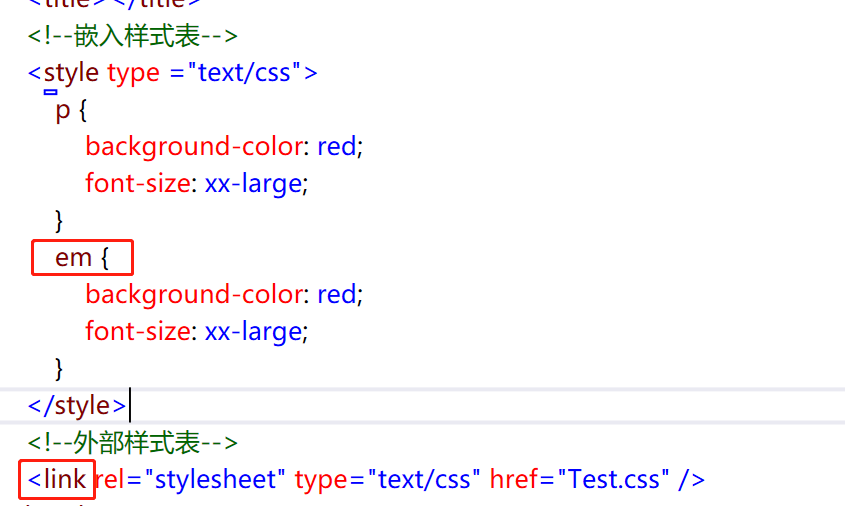 <title></title>
<!--嵌入样式表-->
<style type ="text/css">
p {
background-color: red;
font-size: xx-large;
}
em {
background-color: red;
font-size: xx-large;
}
</style>
<!--外部样式表-->
<link rel="stylesheet" type="text/css" href="Test.css" />